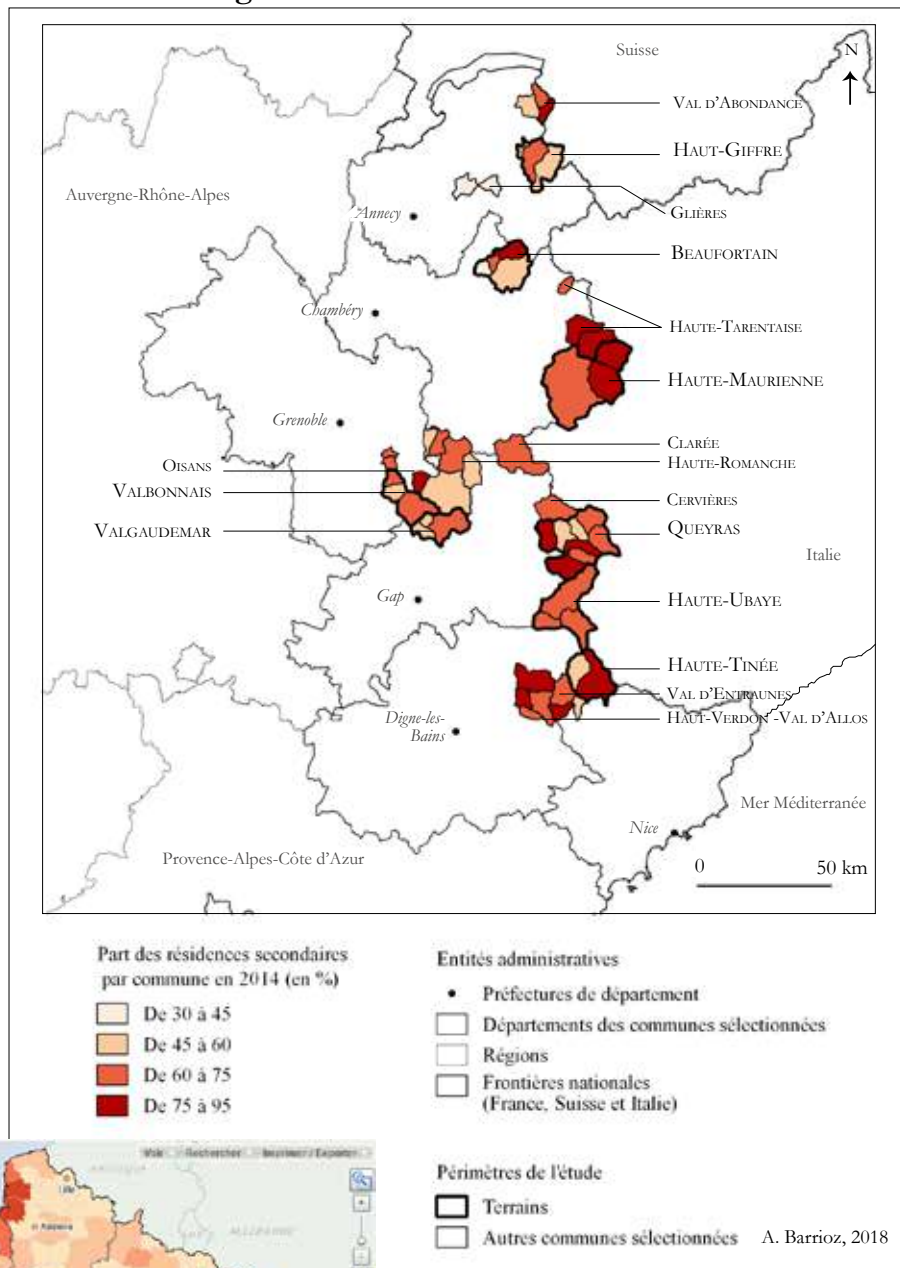 Suisse
N
VAL D'ABONDANCE
HAUT-GIFFRE
Auvergne-Rhône-Alpes
Annecy
GLIÈRES
BEAUFORTAIN
Chambéry
HAUTE-TARENTAISE
HAUTE-MAURIENNE
Grenoble
CLARÉE
OISANS
HAUTE-ROMANCHE
VALBONNAIS
CERVIÈRES
VALGAUDEMAR
QUEYRAS
Italie
Gap
HAUTE-UBAYE
HAUTE-TINÉE
VAL D'ENTRAUNES
Digne-les-
Bains
HAUT-VERDON -VAL D'ALLOS
Mer Méditerranée
Nice
Provence-Alpes-Côte d'Azur
0 50 km
Part des résidences secondaires
par commune en 2014 (en %)
De 30 à 45
De 45 à 60
De 60 à 75
De 75 à 95
Entités administratives
Préfectures de département
Départements des communes sélectionnées
Régions
Frontières nationales
(France, Suisse et Italie)
Voir Rechercher Imprimer / Exporter
Lille
Périmètres de l'étude
Terrains
Autres communes sélectionnées
A. Barrioz, 2018